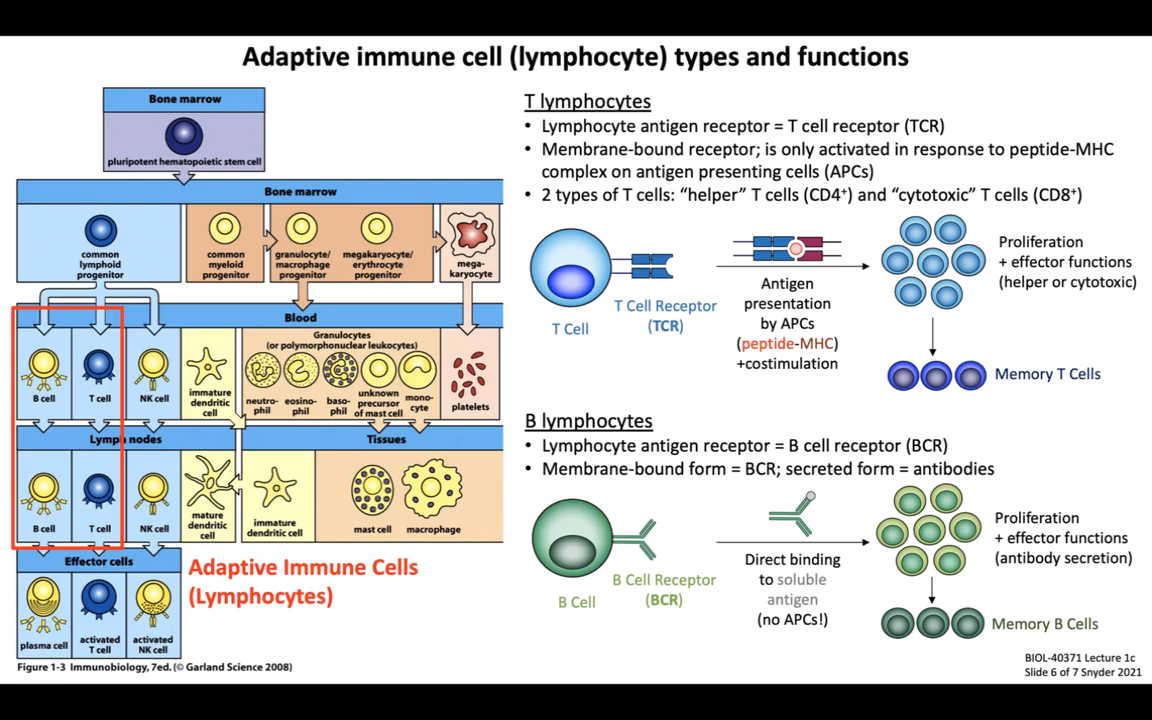 Adaptive immune cell (lymphocyte) types and functions
Bone marrow
pluripotent hematopoietic stem cell
Bone marrow
common
lymphoid
progenitor
common
myeloid
progenitor
granulocyte/
macrophage
progenitor
megakaryocyte/
erythrocyte
progenitor
mega-
karyocyte
Blood
Granulocytes
(or polymorphonuclear leukocytes)
B cell
T cell
NK cell
immature
dendritic
cell
neutro-
phil
eosino-
phil
baso-
phil
unknown
precursor
of mast cell
mono-
cyte
platelets
Lymph nodes
Tissues
B cell
T cell
NK cell
mature
dendritic
cell
immature
dendritic cell
mast cell
macrophage
Effector cells
plasma cell
activated
T cell
activated
NK cell
Adaptive Immune Cells
(Lymphocytes)
Figure 1-3 Immunobiology, 7ed. (© Garland Science 2008)
T lymphocytes
• Lymphocyte antigen receptor = T cell receptor (TCR)
• Membrane-bound receptor; is only activated in response to peptide-MHC
complex on antigen presenting cells (APCs)
• 2 types of T cells: “helper” T cells (CD4⁺) and “cytotoxic” T cells (CD8⁺)
T Cell
T Cell Receptor
(TCR)
Antigen
presentation
by APCs
(peptide-MHC)
+costimulation
Proliferation
+ effector functions
(helper or cytotoxic)
Memory T Cells
B lymphocytes
• Lymphocyte antigen receptor = B cell receptor (BCR)
• Membrane-bound form = BCR; secreted form = antibodies
B Cell
B Cell Receptor
(BCR)
Direct binding
to soluble
antigen
(no APCs!)
Proliferation
+ effector functions
(antibody secretion)
Memory B Cells
BIOL-40371 Lecture 1c
Slide 6 of 7 Snyder 2021